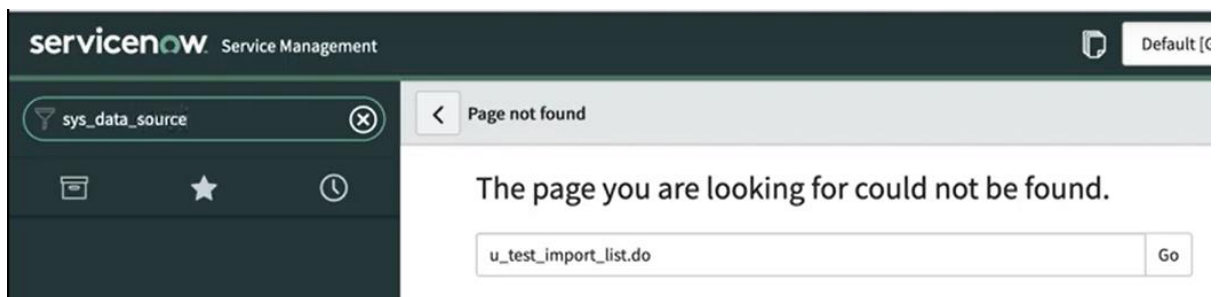 servicenow. Service Management
Default [G
sys_data_source
Page not found
The page you are looking for could not be found.
u_test_import_list.do
Go